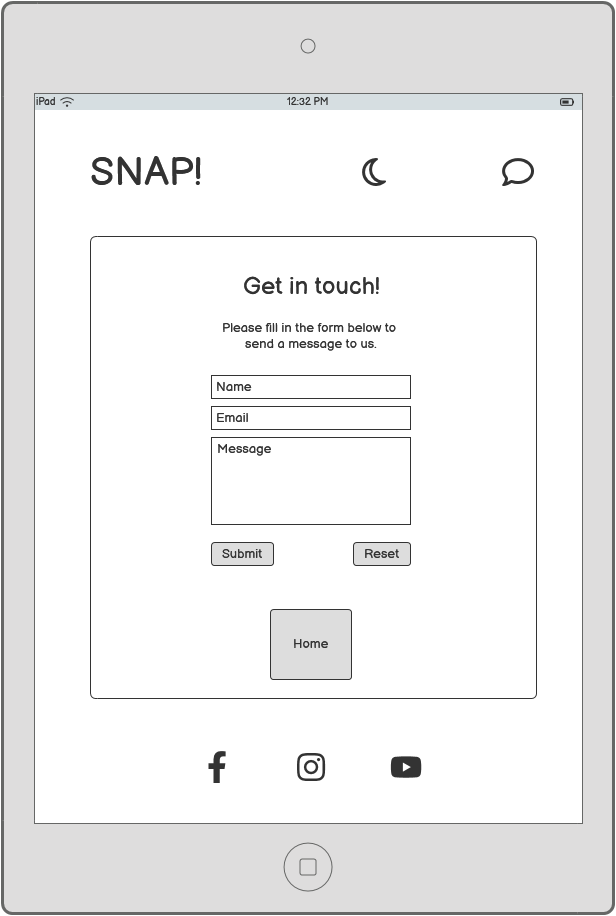 iPad 12:32 PM
SNAP!
Get in touch!
Please fill in the form below to
send a message to us.
Name
Email
Message
Submit Reset
Home